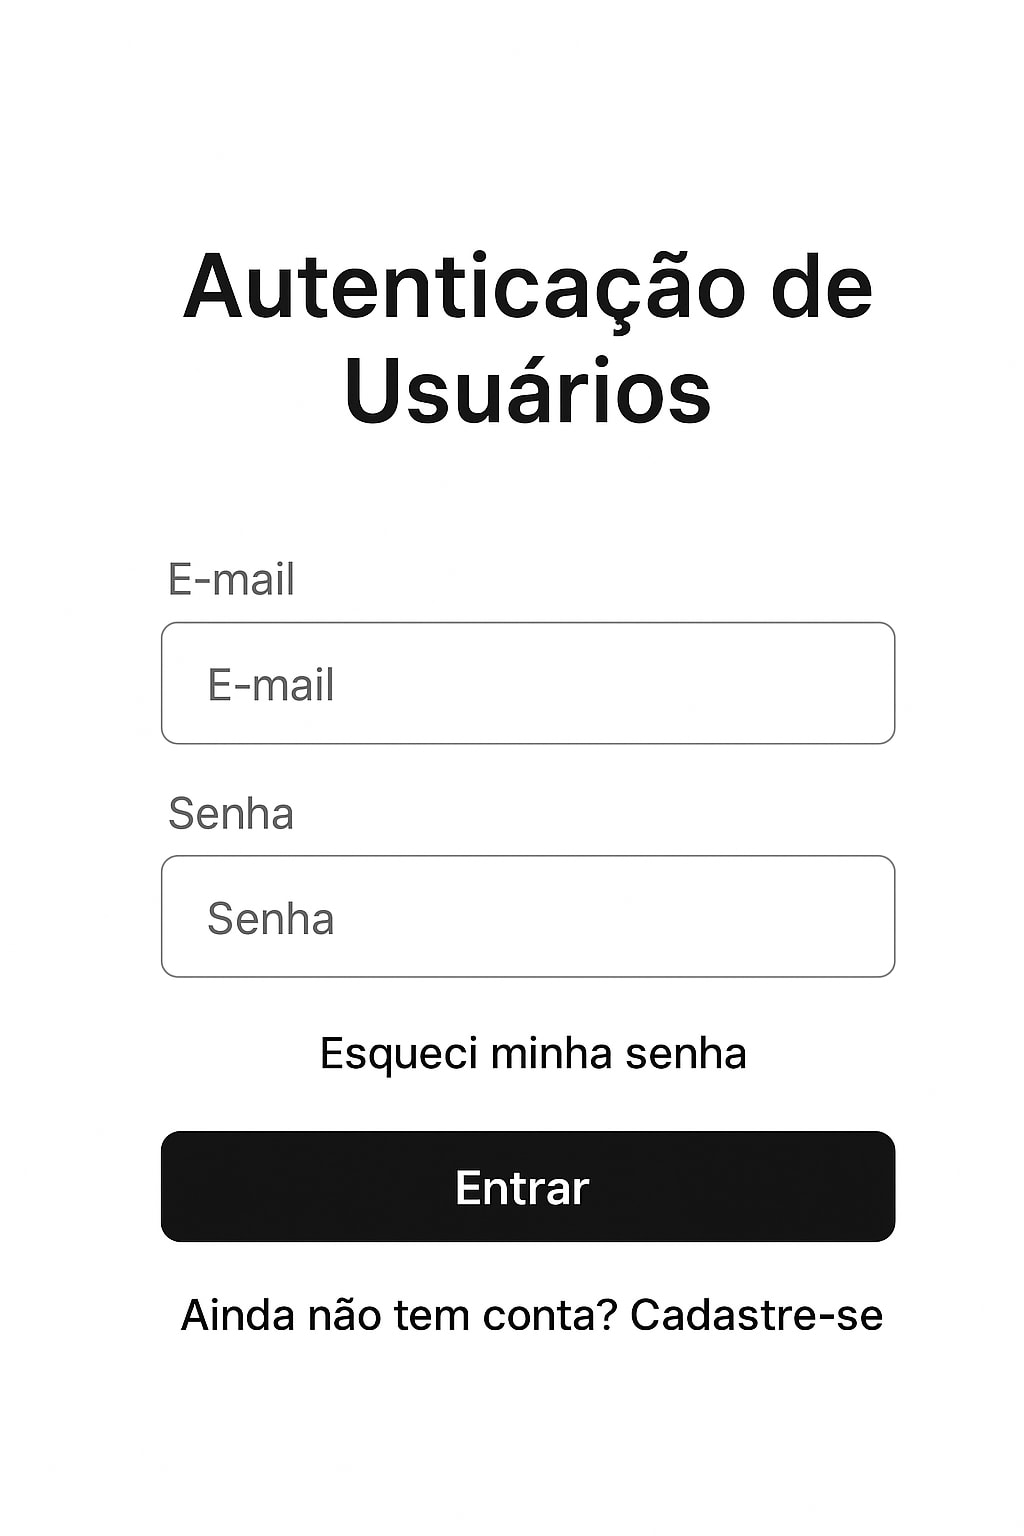 Autenticação de
Usuários
E-mail
E-mail
Senha
Senha
Esqueci minha senha
Entrar
Ainda não tem conta? Cadastre-se